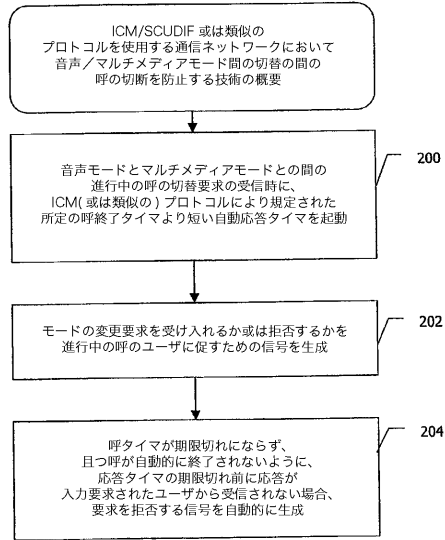 ICM/SCUDIF 或は類似の
プロトコルを使用する通信ネットワークにおいて
音声／マルチメディアモード間の切替の間の
呼の切断を防止する技術の概要
音声モードとマルチメディアモードとの間の
進行中の呼の切替要求の受信時に、
ICM( 或は類似の ) プロトコルにより規定された
所定の呼終了タイマより短い自動応答タイマを起動
200
モードの変更要求を受け入れるか或は拒否するかを
進行中の呼のユーザに促すための信号を生成
202
呼タイマが期限切れにならず、
且つ呼が自動的に終了されないように、
応答タイマの期限切れ前に応答が
入力要求されたユーザから受信されない場合、
要求を拒否する信号を自動的に生成
204